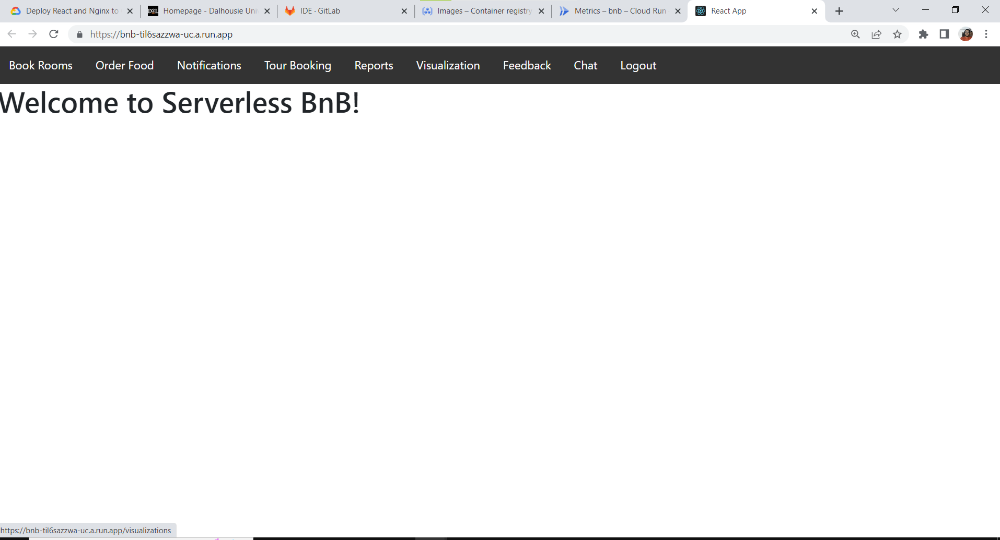 Deploy React and Nginx to
D2L Homepage - Dalhousie Uni
IDE · GitLab
Images – Container registry
Metrics – bnb – Cloud Run
React App
https://bnb-til6sazzwa-uc.a.run.app
Book Rooms Order Food Notifications Tour Booking Reports Visualization Feedback Chat Logout
Welcome to Serverless BnB!
https://bnb-til6sazzwa-uc.a.run.app/visualizations